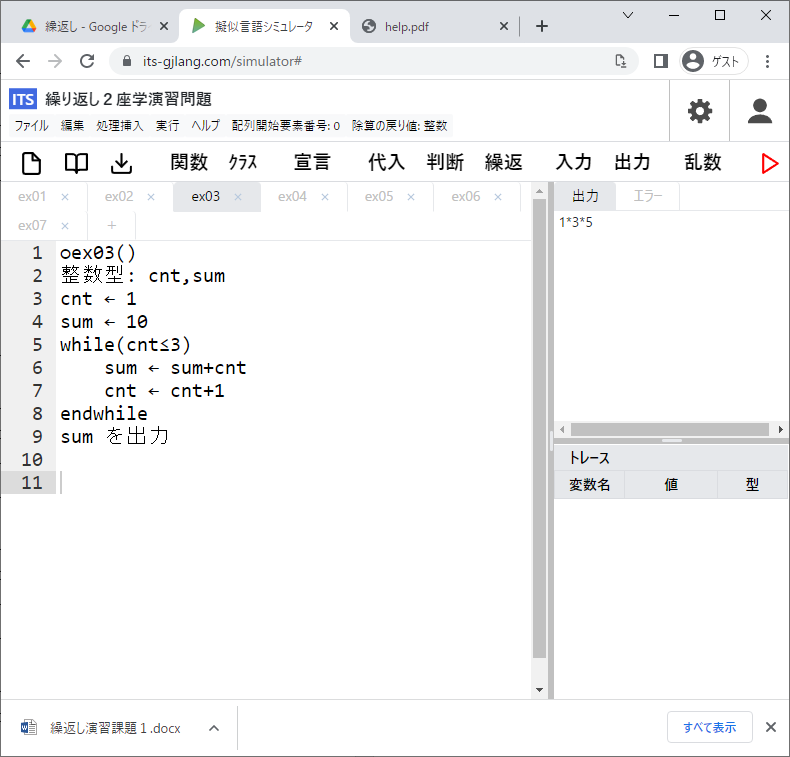 繰返し - Google ドラ
擬似言語シミュレータ
help.pdf
its-gjlang.com/simulator#
ゲスト
ITS 繰り返し２座学演習問題
ファイル 編集 処理挿入 実行 ヘルプ 配列開始要素番号: 0 除算の戻り値: 整数
関数 ｸﾗｽ 宣言 代入 判断 繰返 入力 出力 乱数
ex01 ex02 ex03 ex04 ex05 ex06
ex07 +
1 ○ex03()
2 整数型: cnt,sum
3 cnt ← 1
4 sum ← 10
5 while(cnt≤3)
6 sum ← sum+cnt
7 cnt ← cnt+1
8 endwhile
9 sum を出力
10
11
出力 エラー
1*3*5
トレース
変数名 値 型
繰返し演習課題１.docx
すべて表示